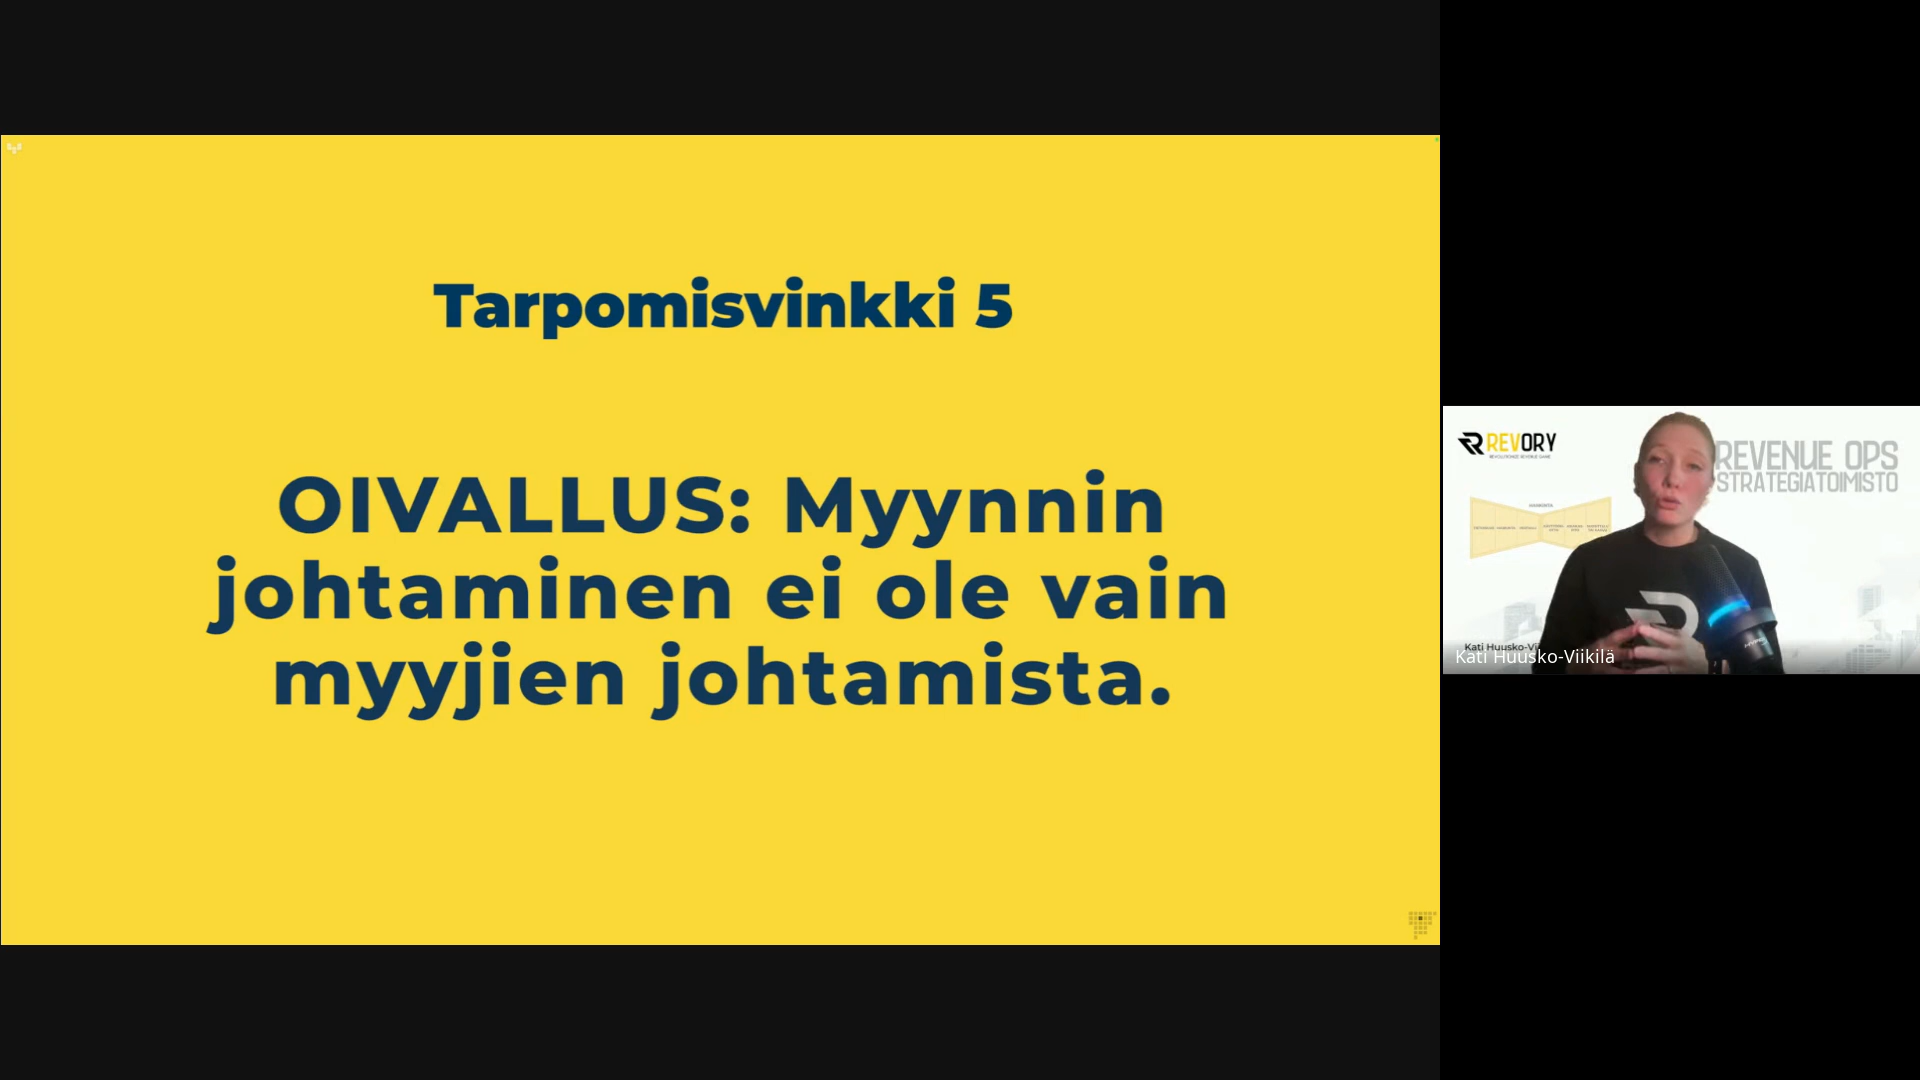 Tarpomisvinkki 5
OIVALLUS: Myynnin
johtaminen ei ole vain
myyjien johtamista.
REVORY
REVENUE OPS
STRATEGIATOIMISTO
Kati Huusko-Viikilä